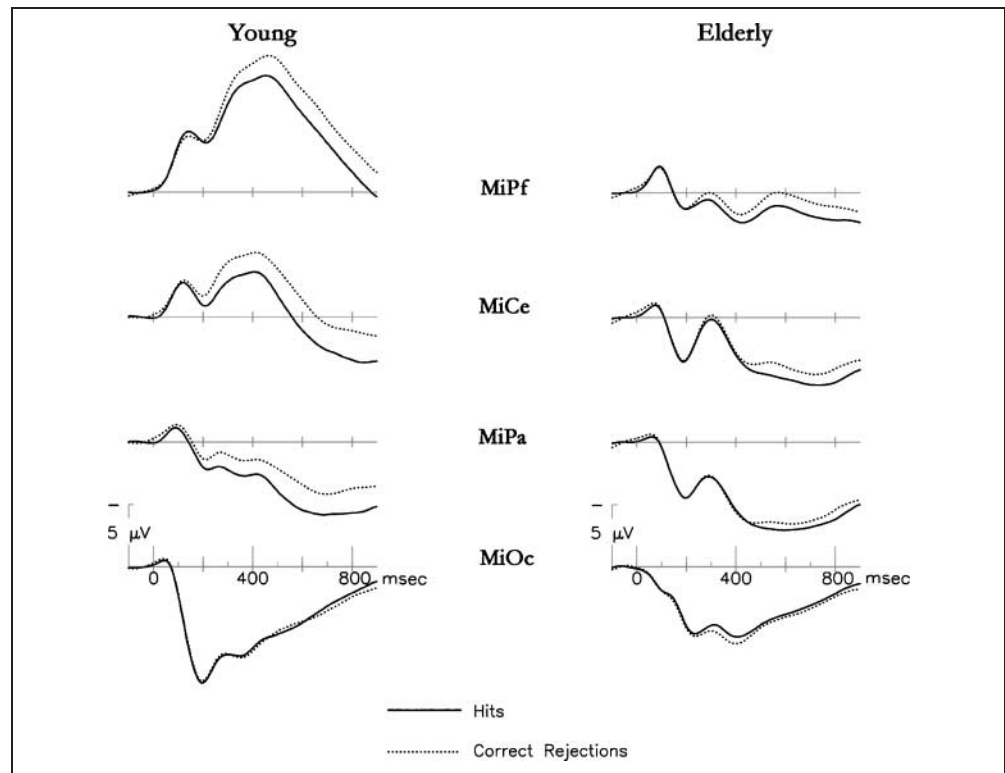 Young Elderly
MiPf
MiCe
MiPa
–
5 μV
–
5 μV
MiOc
0 400 800 msec
0 400 800 msec
Hits
Correct Rejections